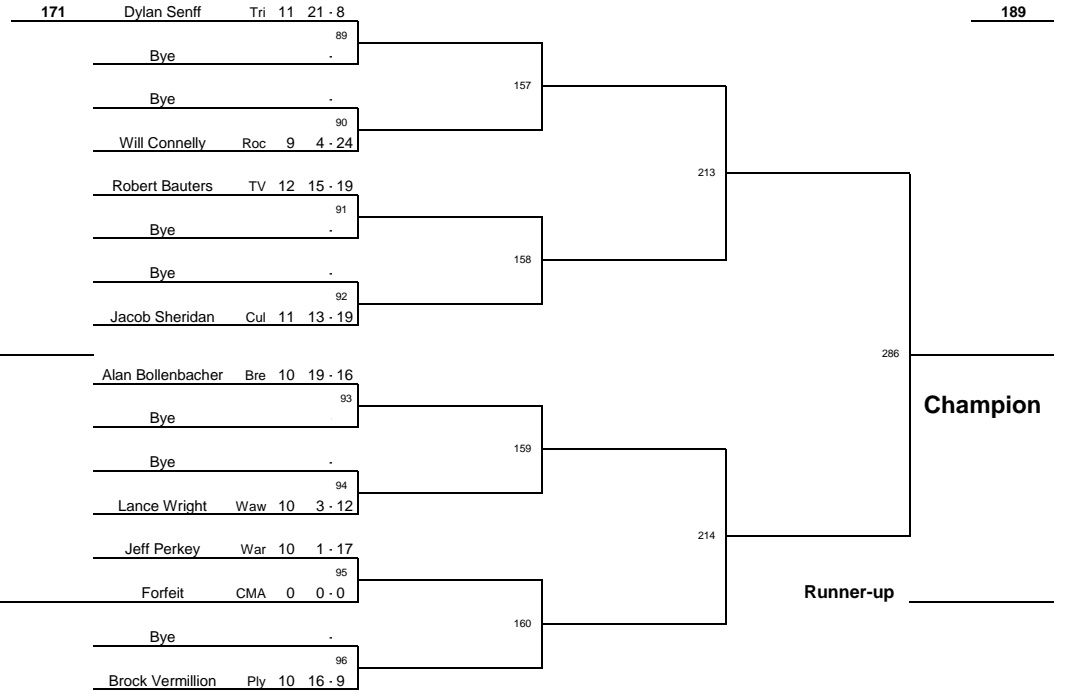 171 Dylan Senff Tri 11 21 - 8 189
89
Bye -
157
Bye -
90
Will Connelly Roc 9 4 - 24
213
Robert Bauters TV 12 15 - 19
91
Bye -
158
Bye -
92
Jacob Sheridan Cul 11 13 - 19
286
Alan Bollenbacher Bre 10 19 - 16
93
Champion
Bye
159
Bye -
94
Lance Wright Waw 10 3 - 12
214
Jeff Perkey War 10 1 - 17
95
Forfeit CMA 0 0 - 0 Runner-up
160
Bye -
96
Brock Vermillion Ply 10 16 - 9